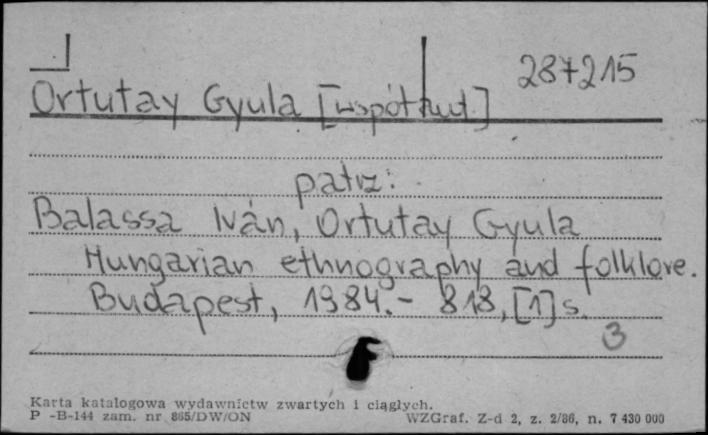 287215
Ortutay Gyula [współaut.]
patrz:
Balassa Iván, Ortutay Gyula
Hungarian ethnography and folklore.
Budapest, 1984.- 818, [1] s.
3
Karta katalogowa wydawnictw zwartych i ciągłych.
P -B-144 zam. nr 865/DW/ON WZGraf. Z-d 2, z. 2/86, n. 7 430 000